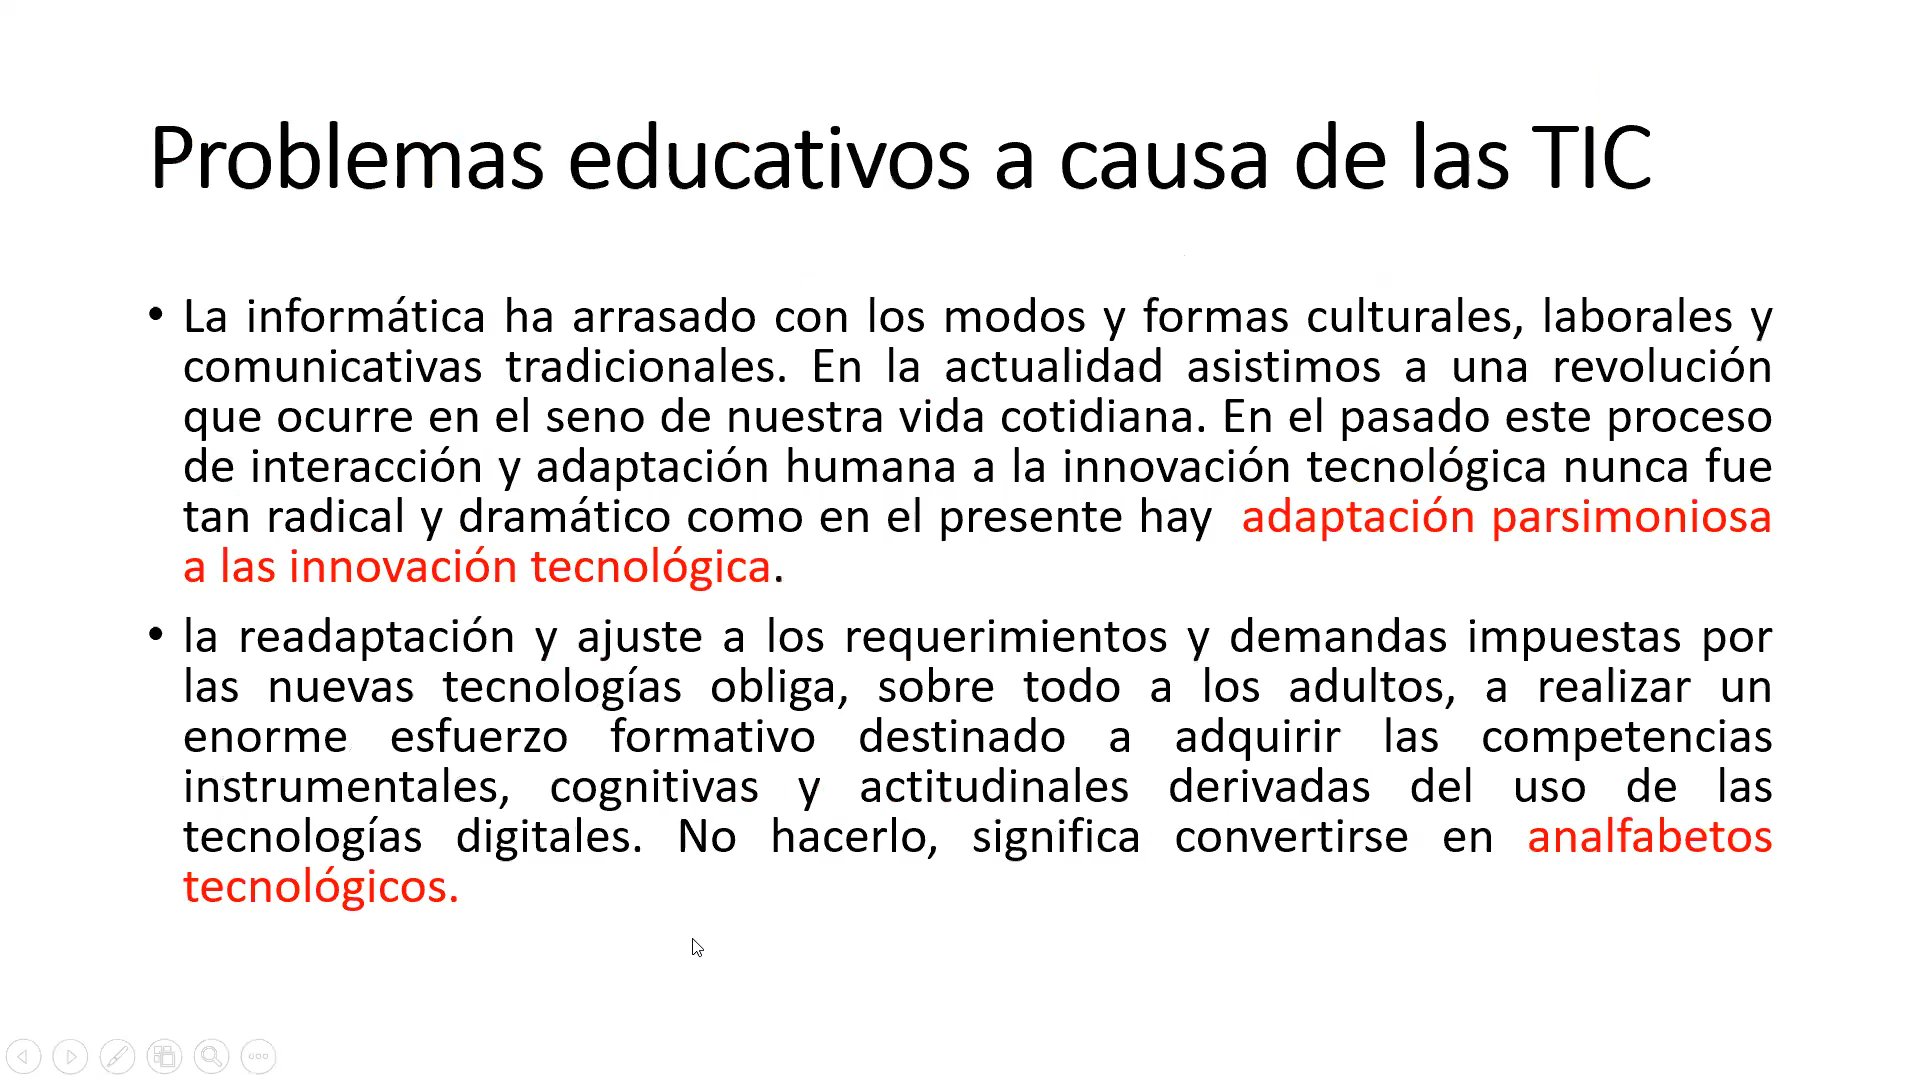 Problemas educativos a causa de las TIC
• La informática ha arrasado con los modos y formas culturales, laborales y
comunicativas tradicionales. En la actualidad asistimos a una revolución
que ocurre en el seno de nuestra vida cotidiana. En el pasado este proceso
de interacción y adaptación humana a la innovación tecnológica nunca fue
tan radical y dramático como en el presente hay adaptación parsimoniosa
a las innovación tecnológica.
• la readaptación y ajuste a los requerimientos y demandas impuestas por
las nuevas tecnologías obliga, sobre todo a los adultos, a realizar un
enorme esfuerzo formativo destinado a adquirir las competencias
instrumentales, cognitivas y actitudinales derivadas del uso de las
tecnologías digitales. No hacerlo, significa convertirse en analfabetos
tecnológicos.